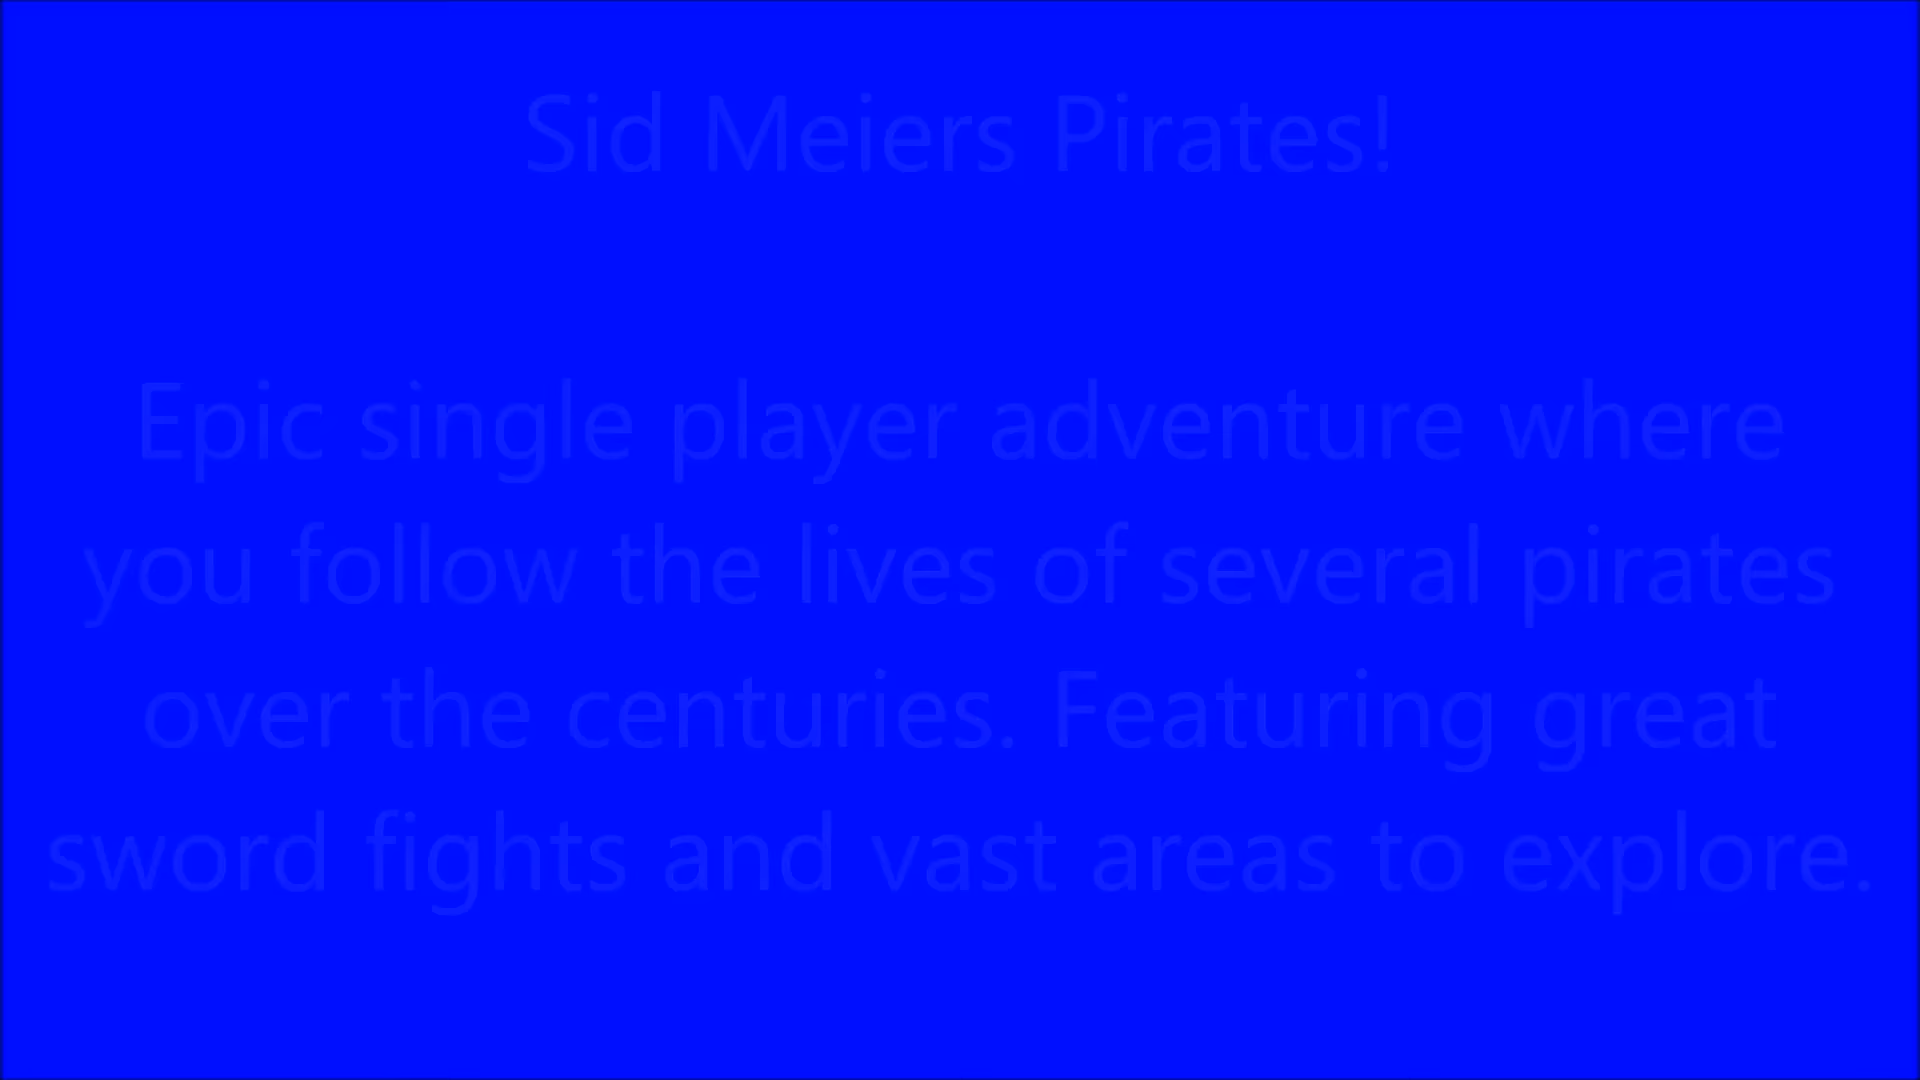 Sid Meiers Pirates!
Epic single player adventure where
you follow the lives of several pirates
over the centuries. Featuring great
sword fights and vast areas to explore.